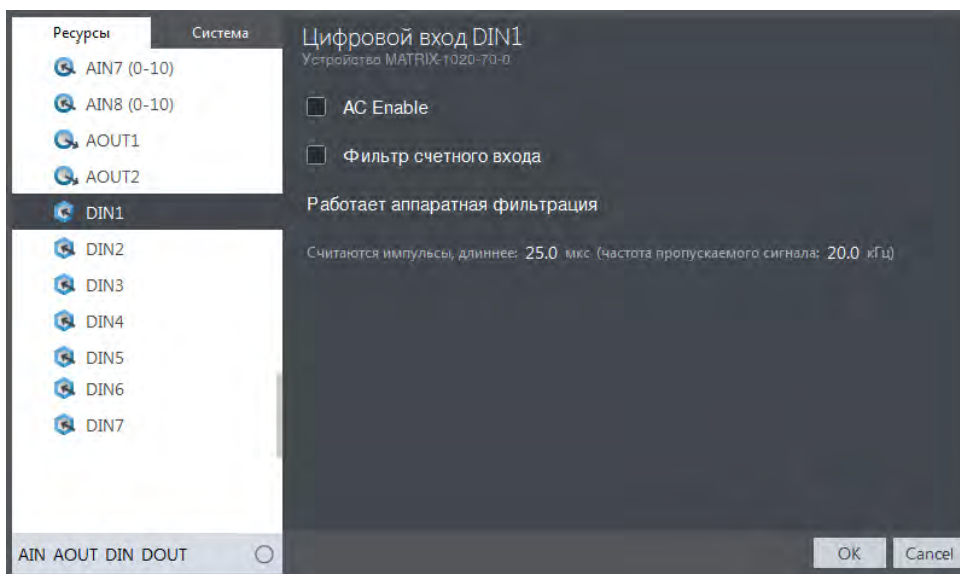 Ресурсы Система
AIN7 (0-10)
AIN8 (0-10)
AOUT1
AOUT2
DIN1
DIN2
DIN3
DIN4
DIN5
DIN6
DIN7
AIN AOUT DIN DOUT
Цифровой вход DIN1
Устройство MATRIX-1020-70-0
AC Enable
Фильтр счетного входа
Работает аппаратная фильтрация
Считаются импульсы, длиннее: 25.0 мкс (частота пропускаемого сигнала: 20.0 кГц)
OK Cancel